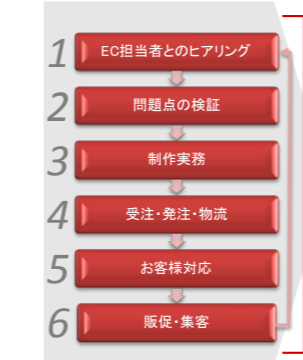 1 EC担当者とのヒアリング
2 問題点の検証
3 制作実務
4 受注・発注・物流
5 お客様対応
6 販促・集客